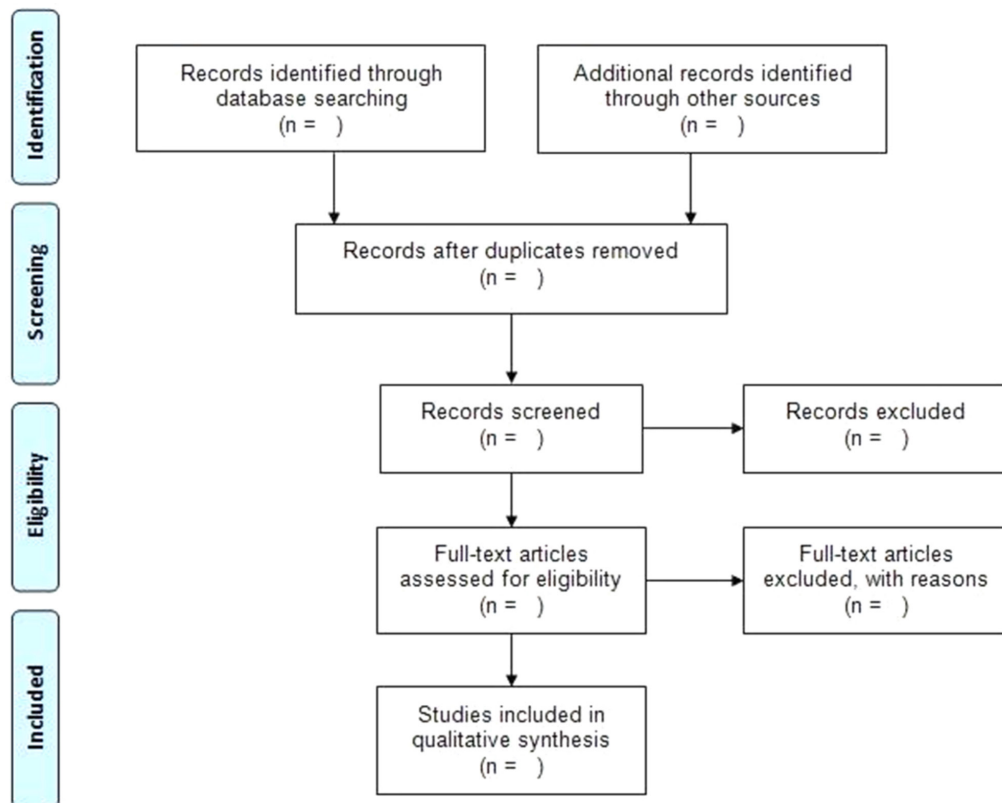 Identification
Records identified through
database searching
(n =   )
Additional records identified
through other sources
(n =   )
Screening
Records after duplicates removed
(n =   )
Records screened
(n =   )
Records excluded
(n =   )
Eligibility
Full-text articles
assessed for eligibility
(n =   )
Full-text articles
excluded, with reasons
(n =   )
Included
Studies included in
qualitative synthesis
(n =   )